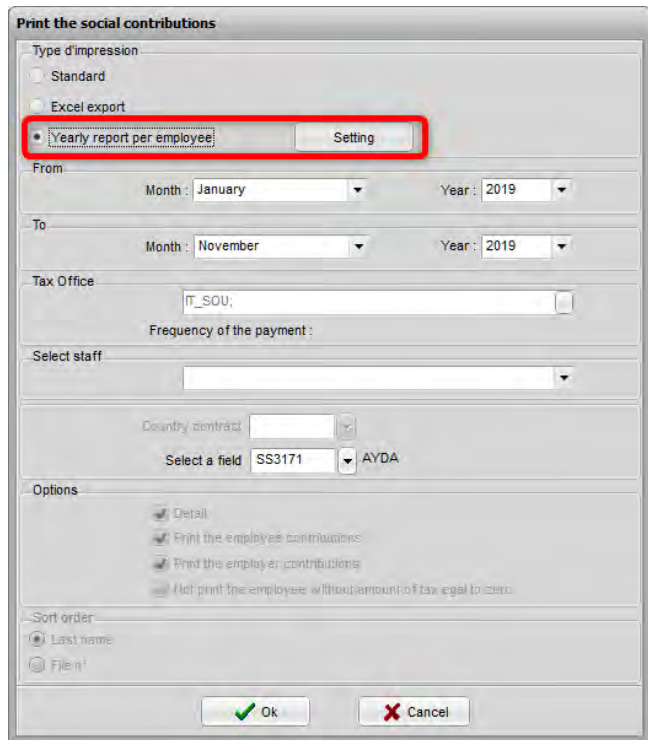 Print the social contributions
Type d'impression
Standard
Excel export
Yearly report per employee Setting
From
Month : January Year : 2019
To
Month : November Year : 2019
Tax Office
IT_SOU;
Frequency of the payment :
Select staff
Country contract
Select a field SS3171 AYDA
Options
Detail
Print the employee contributions
Print the employer contributions
Not print the employee without amount of tax egal to zero
Sort order
Last name
File n°
Ok Cancel